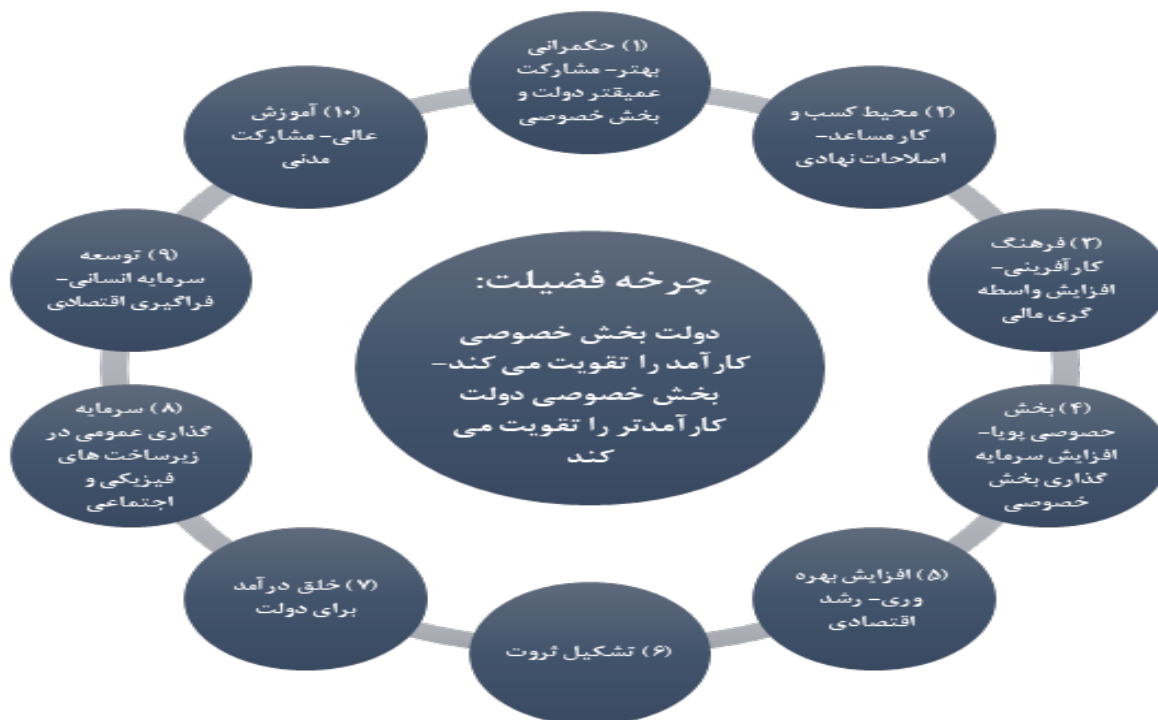 (۱) حکمرانی
بهتر- مشارکت
عمیقتر دولت و
بخش خصوصی
(۲) محیط کسب و
کار مساعد-
اصلاحات نهادی
(۳) فرهنگ
کارآفرینی-
افزایش واسطه
گری مالی
(۴) بخش
خصوصی پویا-
افزایش سرمایه
گذاری بخش
خصوصی
(۵) افزایش بهره
وری- رشد
اقتصادی
(۶) تشکیل ثروت
(۷) خلق درآمد
برای دولت
(۸) سرمایه
گذاری عمومی در
زیرساخت های
فیزیکی و
اجتماعی
(۹) توسعه
سرمایه انسانی-
فراگیری اقتصادی
(۱۰) آموزش
عالی- مشارکت
مدنی
چرخه فضیلت:
دولت بخش خصوصی
کارآمد را تقویت می کند-
بخش خصوصی دولت
کارآمدتر را تقویت می
کند